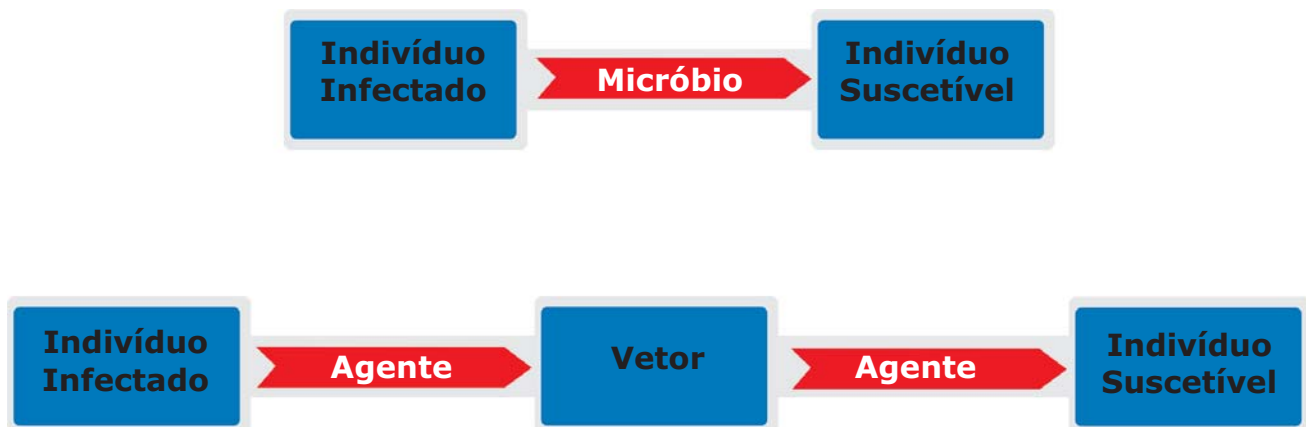 Indivíduo
Infectado
Micróbio
Indivíduo
Suscetível
Indivíduo
Infectado
Agente
Vetor
Agente
Indivíduo
Suscetível